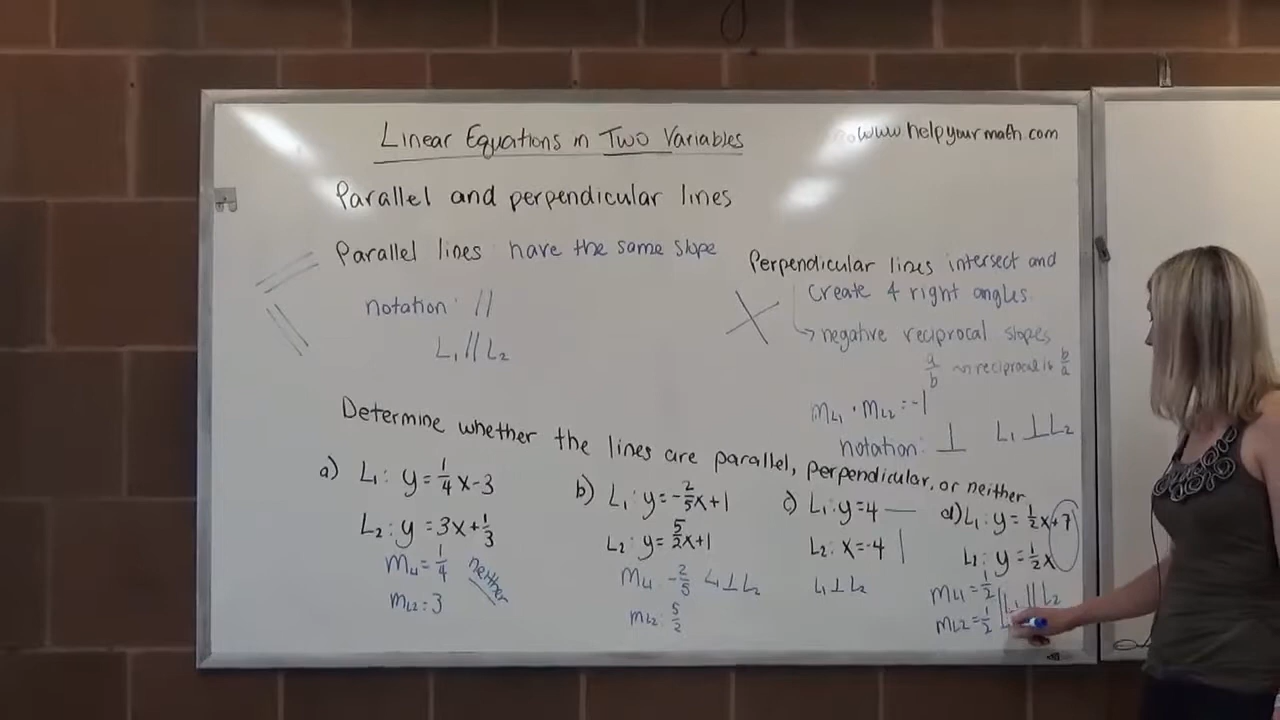 Linear Equations in Two Variables
www.helpyourmath.com
Parallel and perpendicular lines
Parallel lines have the same slope
notation: //
L₁ // L₂
Perpendicular lines intersect and
create 4 right angles.
↳ negative reciprocal slopes
a/b ⇝ reciprocal is b/a
mL₁ · mL₂ = -1
notation: ⊥ L₁ ⊥ L₂
Determine whether the lines are parallel, perpendicular, or neither.
a) L₁: y = 1/4 x - 3
L₂: y = 3x + 1/3
mL₁ = 1/4
mL₂ = 3
neither
b) L₁: y = -2/5 x + 1
L₂: y = 5/2 x + 1
mL₁ -2/5 L₁ ⊥ L₂
mL₂: 5/2
c) L₁: y = 4 —
L₂: x = -4 |
L₁ ⊥ L₂
d) L₁: y = 1/2 x + 7
L₂: y = 1/2 x
mL₁ = 1/2
mL₂ = 1/2
L₁ // L₂